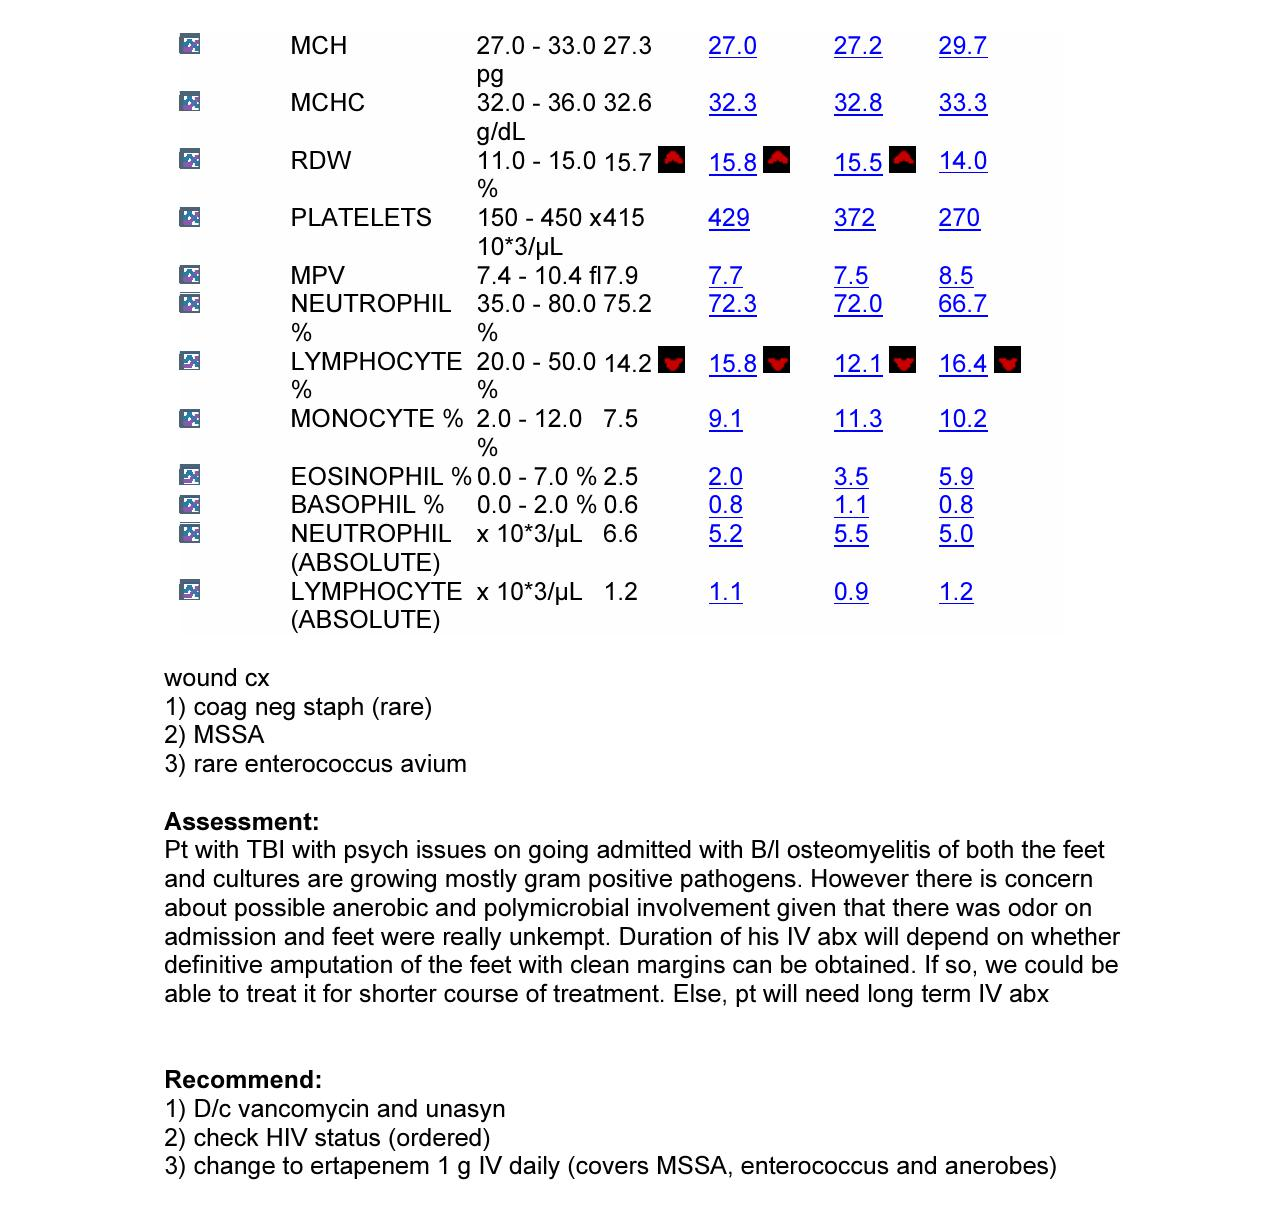 MCH 27.0 - 33.0 27.3 27.0 27.2 29.7
pg
MCHC 32.0 - 36.0 32.6 32.3 32.8 33.3
g/dL
RDW 11.0 - 15.0 15.7 15.8 15.5 14.0
%
PLATELETS 150 - 450 x415 429 372 270
10*3/µL
MPV 7.4 - 10.4 fl7.9 7.7 7.5 8.5
NEUTROPHIL 35.0 - 80.0 75.2 72.3 72.0 66.7
% %
LYMPHOCYTE 20.0 - 50.0 14.2 15.8 12.1 16.4
% %
MONOCYTE % 2.0 - 12.0 7.5 9.1 11.3 10.2
%
EOSINOPHIL % 0.0 - 7.0 % 2.5 2.0 3.5 5.9
BASOPHIL % 0.0 - 2.0 % 0.6 0.8 1.1 0.8
NEUTROPHIL x 10*3/µL 6.6 5.2 5.5 5.0
(ABSOLUTE)
LYMPHOCYTE x 10*3/µL 1.2 1.1 0.9 1.2
(ABSOLUTE)
wound cx
1) coag neg staph (rare)
2) MSSA
3) rare enterococcus avium
Assessment:
Pt with TBI with psych issues on going admitted with B/l osteomyelitis of both the feet
and cultures are growing mostly gram positive pathogens. However there is concern
about possible anerobic and polymicrobial involvement given that there was odor on
admission and feet were really unkempt. Duration of his IV abx will depend on whether
definitive amputation of the feet with clean margins can be obtained. If so, we could be
able to treat it for shorter course of treatment. Else, pt will need long term IV abx
Recommend:
1) D/c vancomycin and unasyn
2) check HIV status (ordered)
3) change to ertapenem 1 g IV daily (covers MSSA, enterococcus and anerobes)